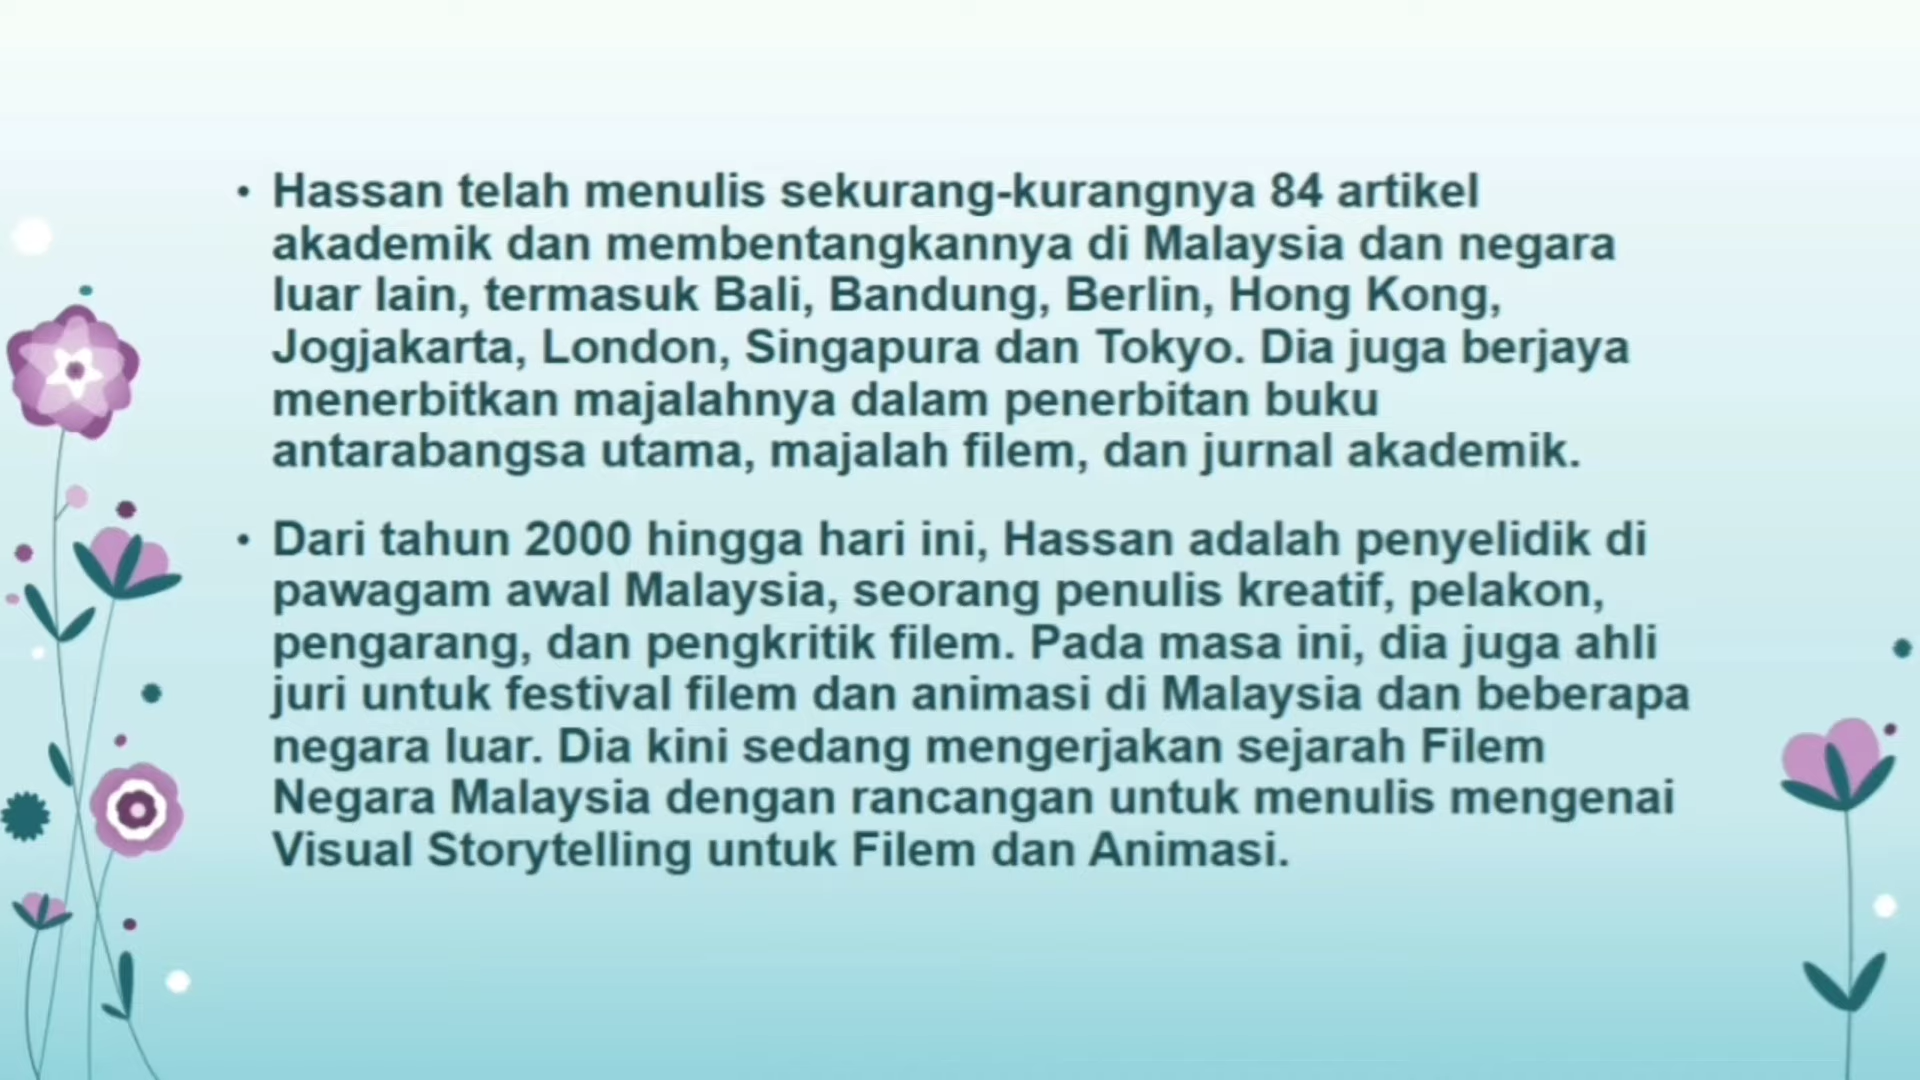 • Hassan telah menulis sekurang-kurangnya 84 artikel
akademik dan membentangkannya di Malaysia dan negara
luar lain, termasuk Bali, Bandung, Berlin, Hong Kong,
Jogjakarta, London, Singapura dan Tokyo. Dia juga berjaya
menerbitkan majalahnya dalam penerbitan buku
antarabangsa utama, majalah filem, dan jurnal akademik.
• Dari tahun 2000 hingga hari ini, Hassan adalah penyelidik di
pawagam awal Malaysia, seorang penulis kreatif, pelakon,
pengarang, dan pengkritik filem. Pada masa ini, dia juga ahli
juri untuk festival filem dan animasi di Malaysia dan beberapa
negara luar. Dia kini sedang mengerjakan sejarah Filem
Negara Malaysia dengan rancangan untuk menulis mengenai
Visual Storytelling untuk Filem dan Animasi.